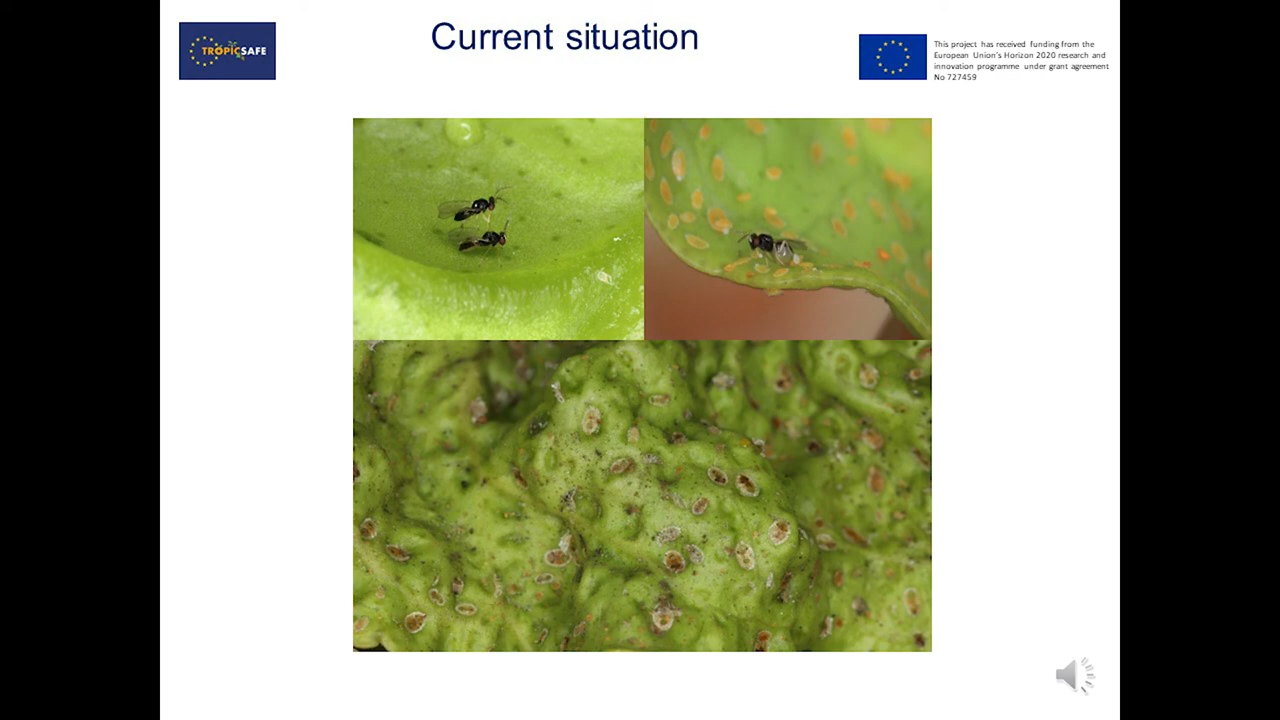 Current situation
TROPICSAFE
This project has received funding from the
European Union's Horizon 2020 research and
innovation programme under grant agreement
No 727459